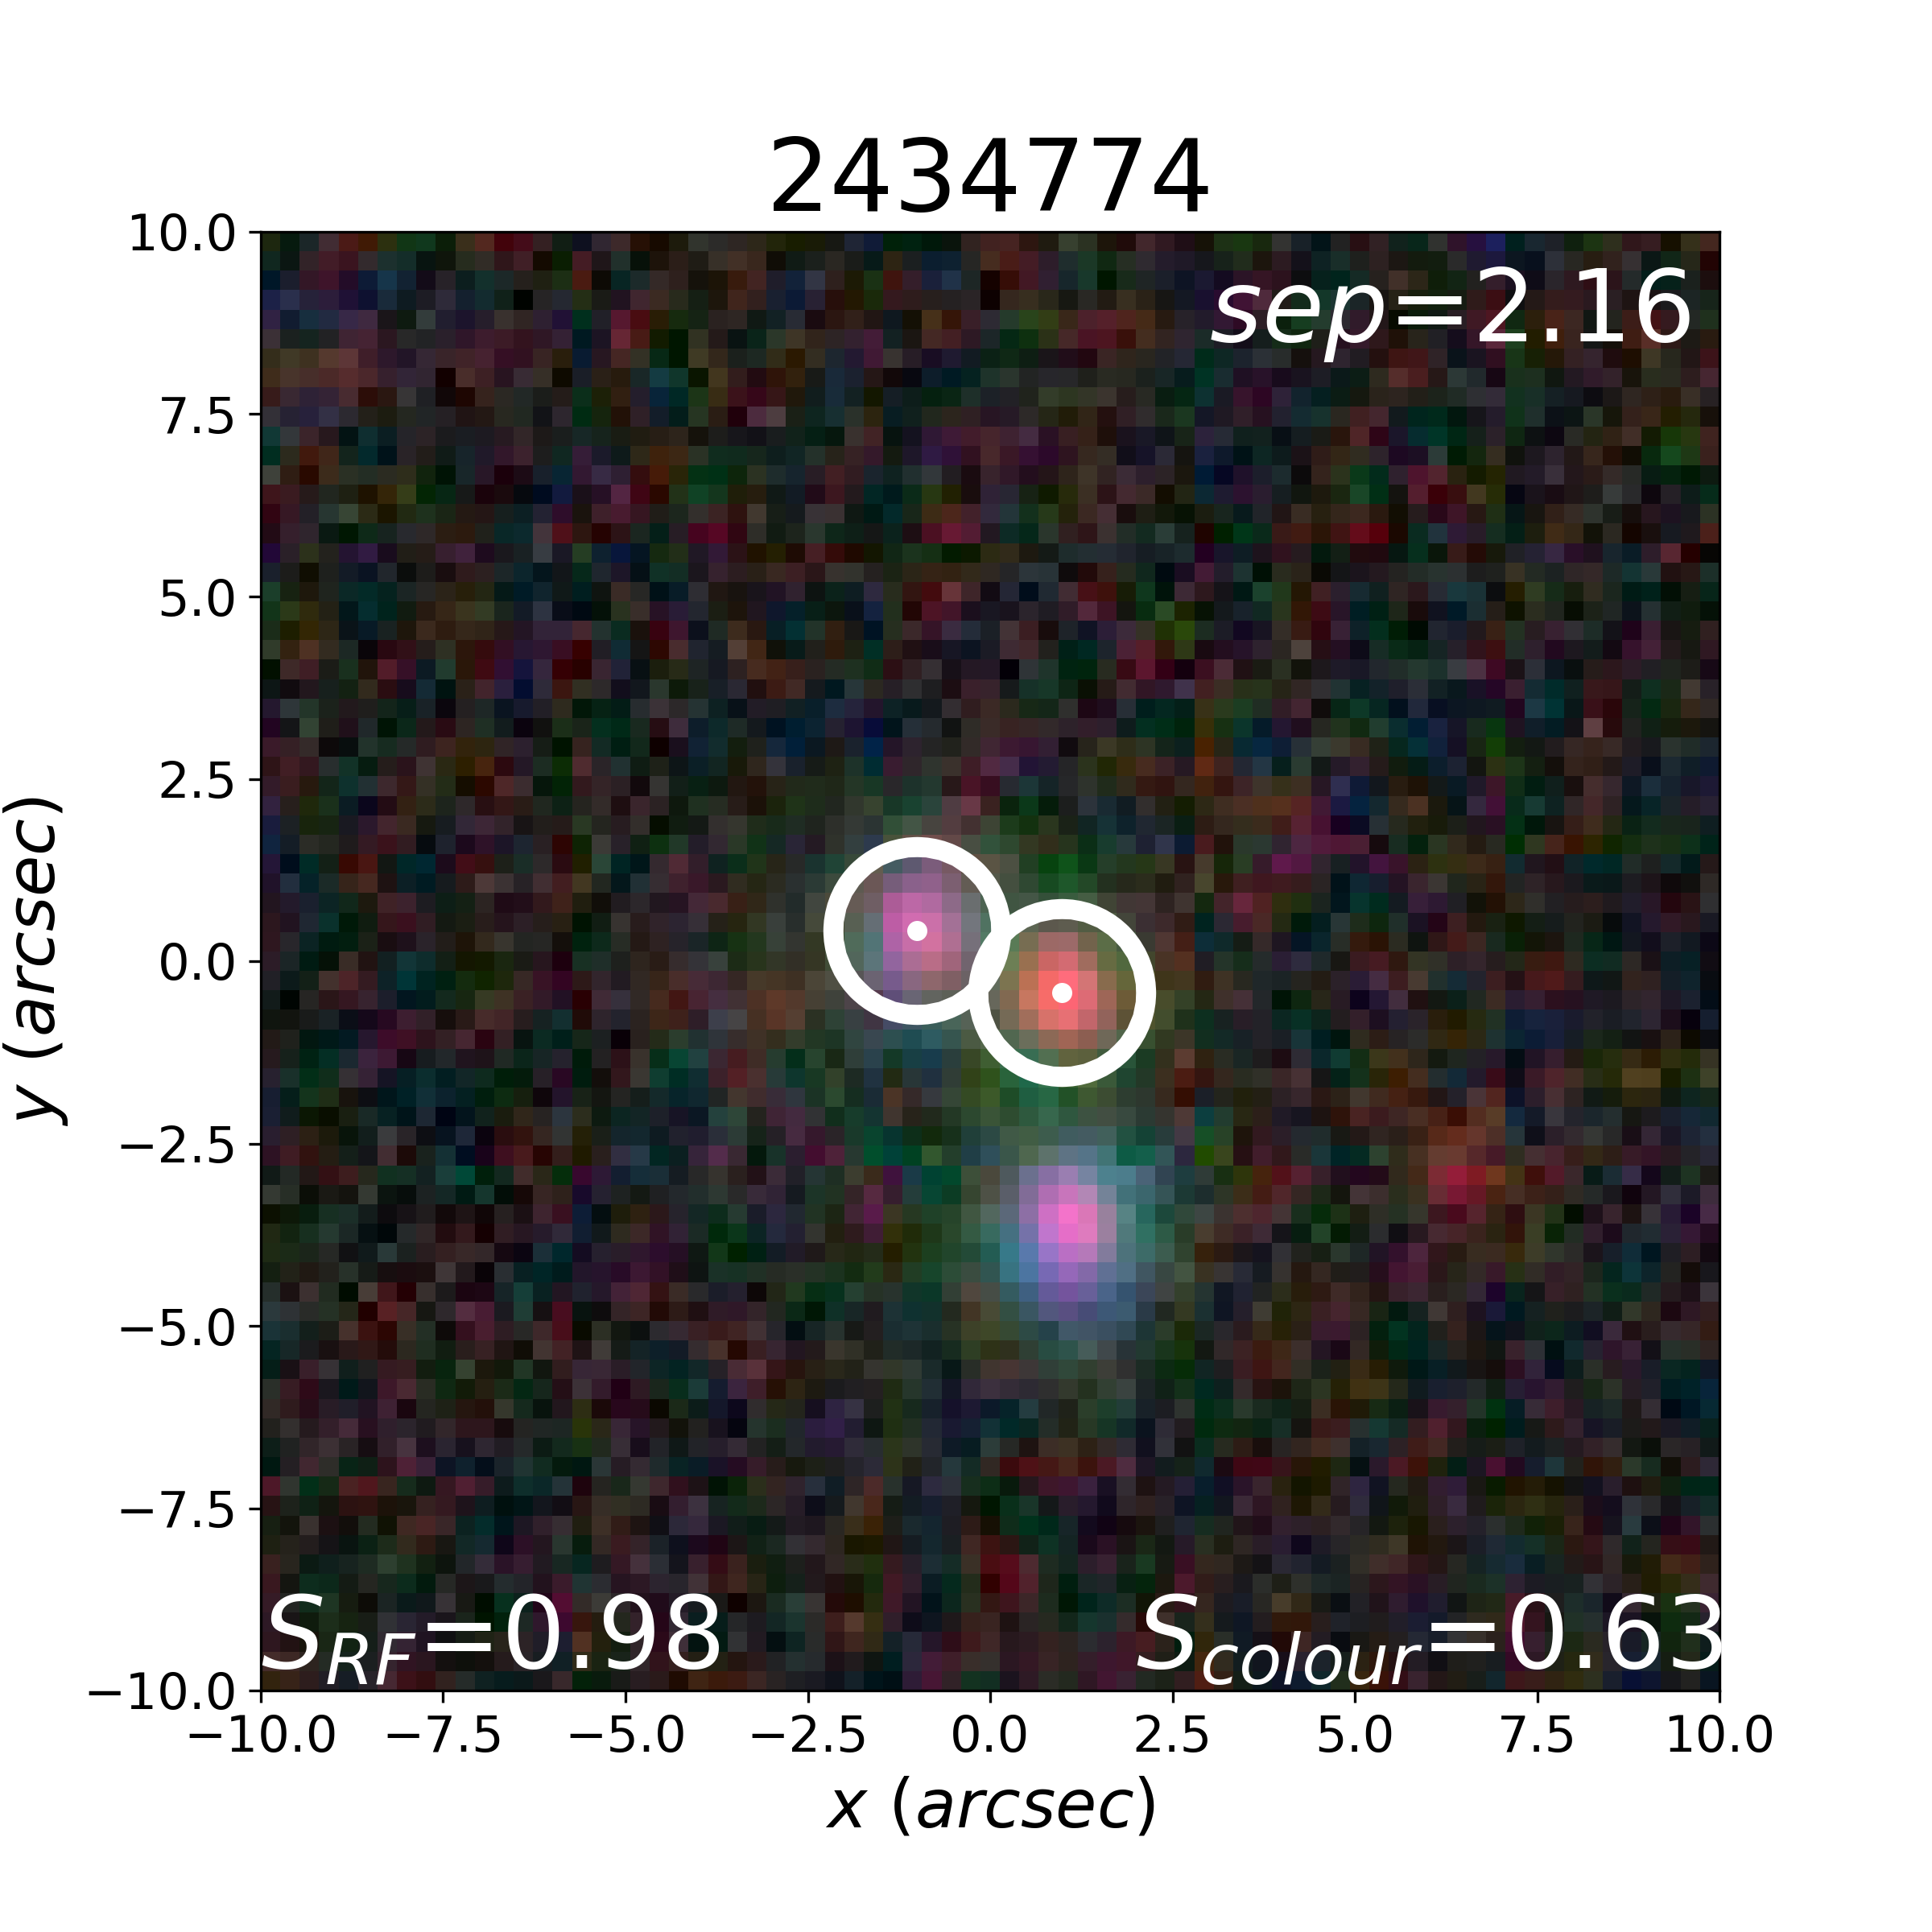 2434774
sep=2.16
10.0
7.5
5.0
2.5
0.0
−2.5
−5.0
−7.5
−10.0
y (arcsec)
S_RF=0.98
S_colour=0.63
−10.0 −7.5 −5.0 −2.5 0.0 2.5 5.0 7.5 10.0
x (arcsec)